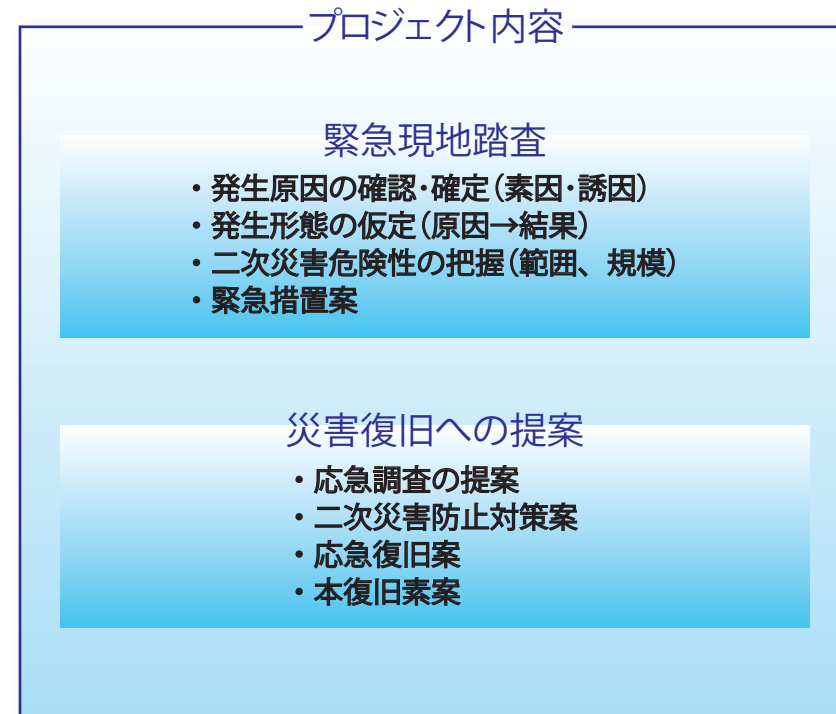 プロジェクト内容
緊急現地踏査
・発生原因の確認･確定（素因･誘因）
・発生形態の仮定（原因→結果）
・二次災害危険性の把握（範囲、規模）
・緊急措置案
災害復旧への提案
・応急調査の提案
・二次災害防止対策案
・応急復旧案
・本復旧素案